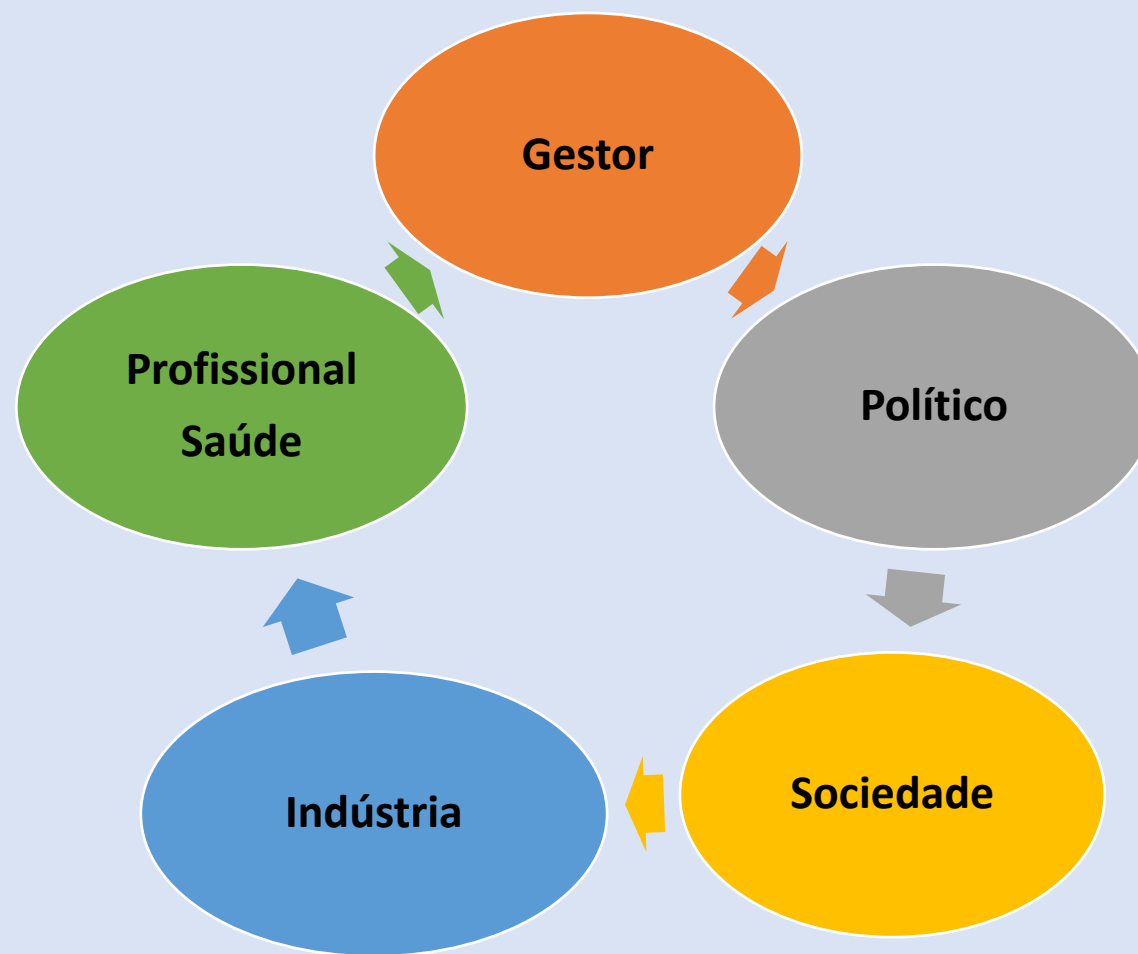 Gestor
Profissional
Saúde
Político
Indústria
Sociedade